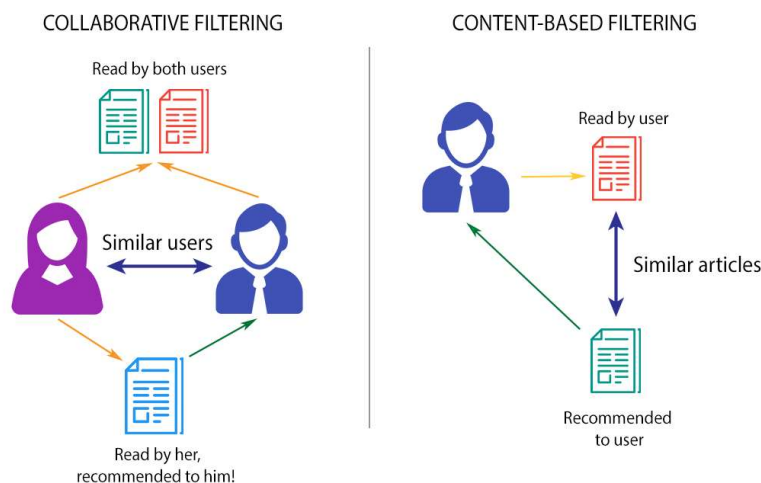 COLLABORATIVE FILTERING
Read by both users
Similar users
Read by her,
recommended to him!
CONTENT-BASED FILTERING
Read by user
Similar articles
Recommended
to user